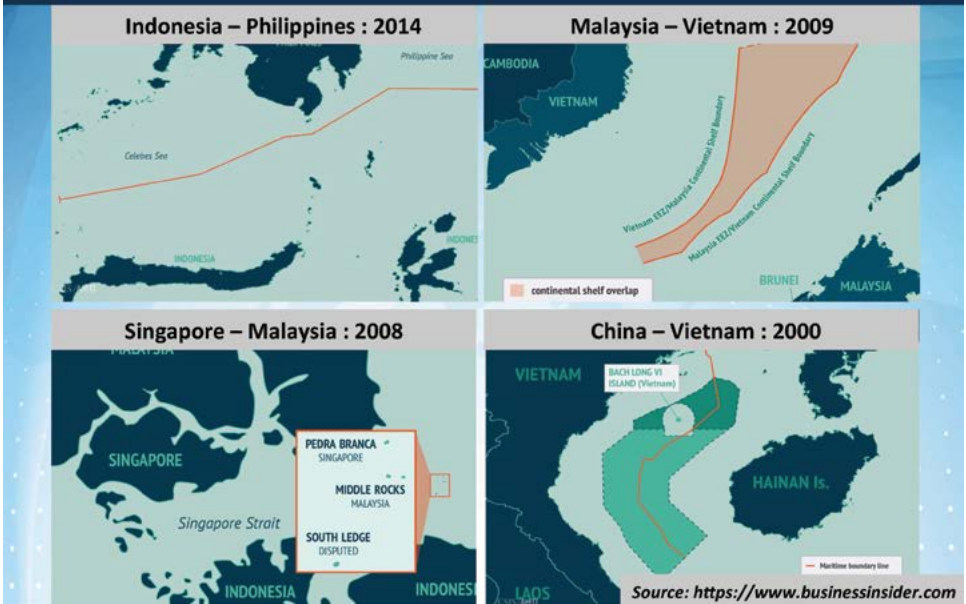 Indonesia – Philippines : 2014
Philippine Sea
Celebes Sea
INDONESIA
Malaysia – Vietnam : 2009
CAMBODIA
VIETNAM
Vietnam EEZ/Malaysia Continental Shelf Boundary
Malaysia EEZ/Vietnam Continental Shelf Boundary
BRUNEI
MALAYSIA
continental shelf overlap
Singapore – Malaysia : 2008
MALAYSIA
SINGAPORE
Singapore Strait
PEDRA BRANCA
SINGAPORE
MIDDLE ROCKS
MALAYSIA
SOUTH LEDGE
DISPUTED
INDONESIA
China – Vietnam : 2000
VIETNAM
BACH LONG VI
ISLAND (Vietnam)
HAINAN Is.
LAOS
Maritime boundary line
Source: https://www.businessinsider.com